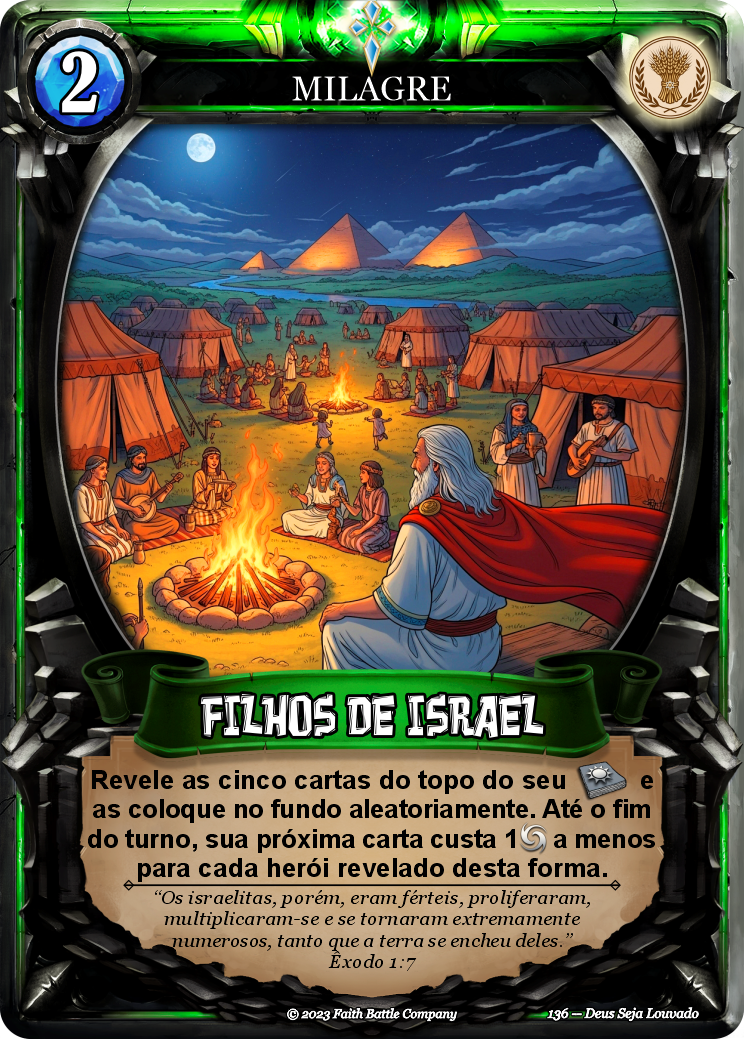 2
MILAGRE
FILHOS DE ISRAEL
Revele as cinco cartas do topo do seu e
as coloque no fundo aleatoriamente. Até o fim
do turno, sua próxima carta custa 1 a menos
para cada herói revelado desta forma.
“Os israelitas, porém, eram férteis, proliferaram,
multiplicaram-se e se tornaram extremamente
numerosos, tanto que a terra se encheu deles.”
Êxodo 1:7
© 2023 Faith Battle Company
136 – Deus Seja Louvado